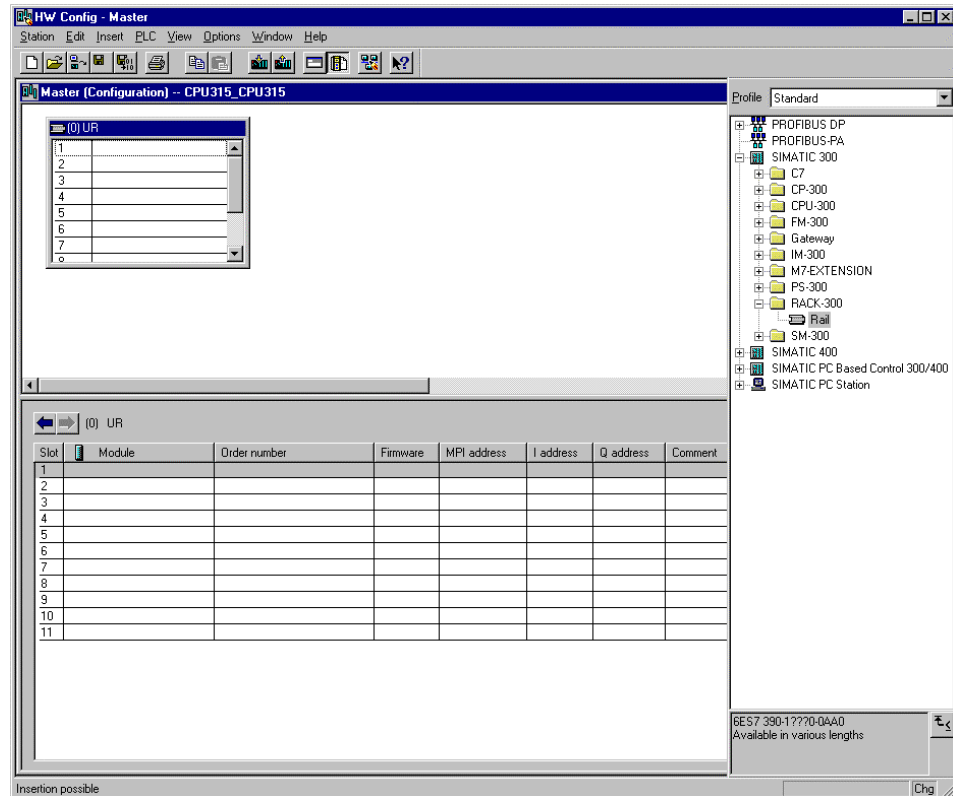 HW Config - Master
Station Edit Insert PLC View Options Window Help
Master (Configuration) -- CPU315_CPU315
(0) UR
1
2
3
4
5
6
7
8
(0) UR
Slot Module Order number Firmware MPI address I address Q address Comment
1
2
3
4
5
6
7
8
9
10
11
Profile Standard
PROFIBUS DP
PROFIBUS-PA
SIMATIC 300
C7
CP-300
CPU-300
FM-300
Gateway
IM-300
M7-EXTENSION
PS-300
RACK-300
Rail
SM-300
SIMATIC 400
SIMATIC PC Based Control 300/400
SIMATIC PC Station
6ES7 390-1???0-0AA0
Available in various lengths
Insertion possible
Chg